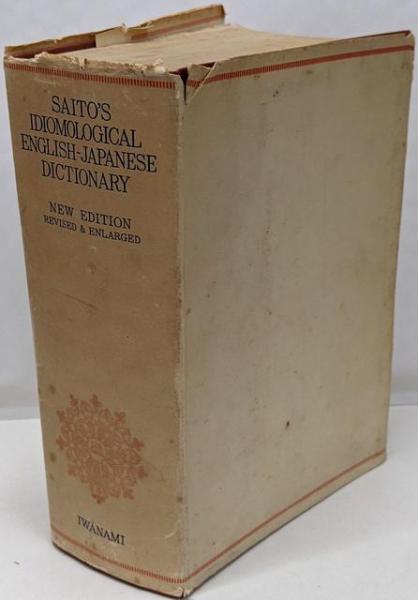 SAITO'S
IDIOMOLOGICAL
ENGLISH-JAPANESE
DICTIONARY
NEW EDITION
REVISED & ENLARGED
IWANAMI